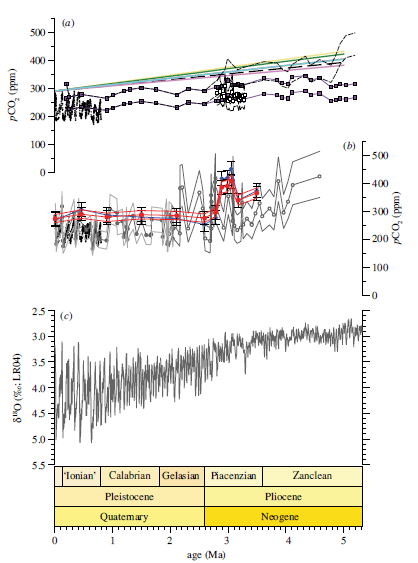 (a)
500
400
300
200
100
0
pCO₂ (ppm)
(b)
500
400
300
200
100
0
pCO₂ (ppm)
(c)
2.5
3.0
3.5
4.0
4.5
5.0
5.5
δ¹⁸O (‰; LR04)
'Ionian' Calabrian Gelasian Piacenzian Zanclean
Pleistocene Pliocene
Quaternary Neogene
0 1 2 3 4 5
age (Ma)